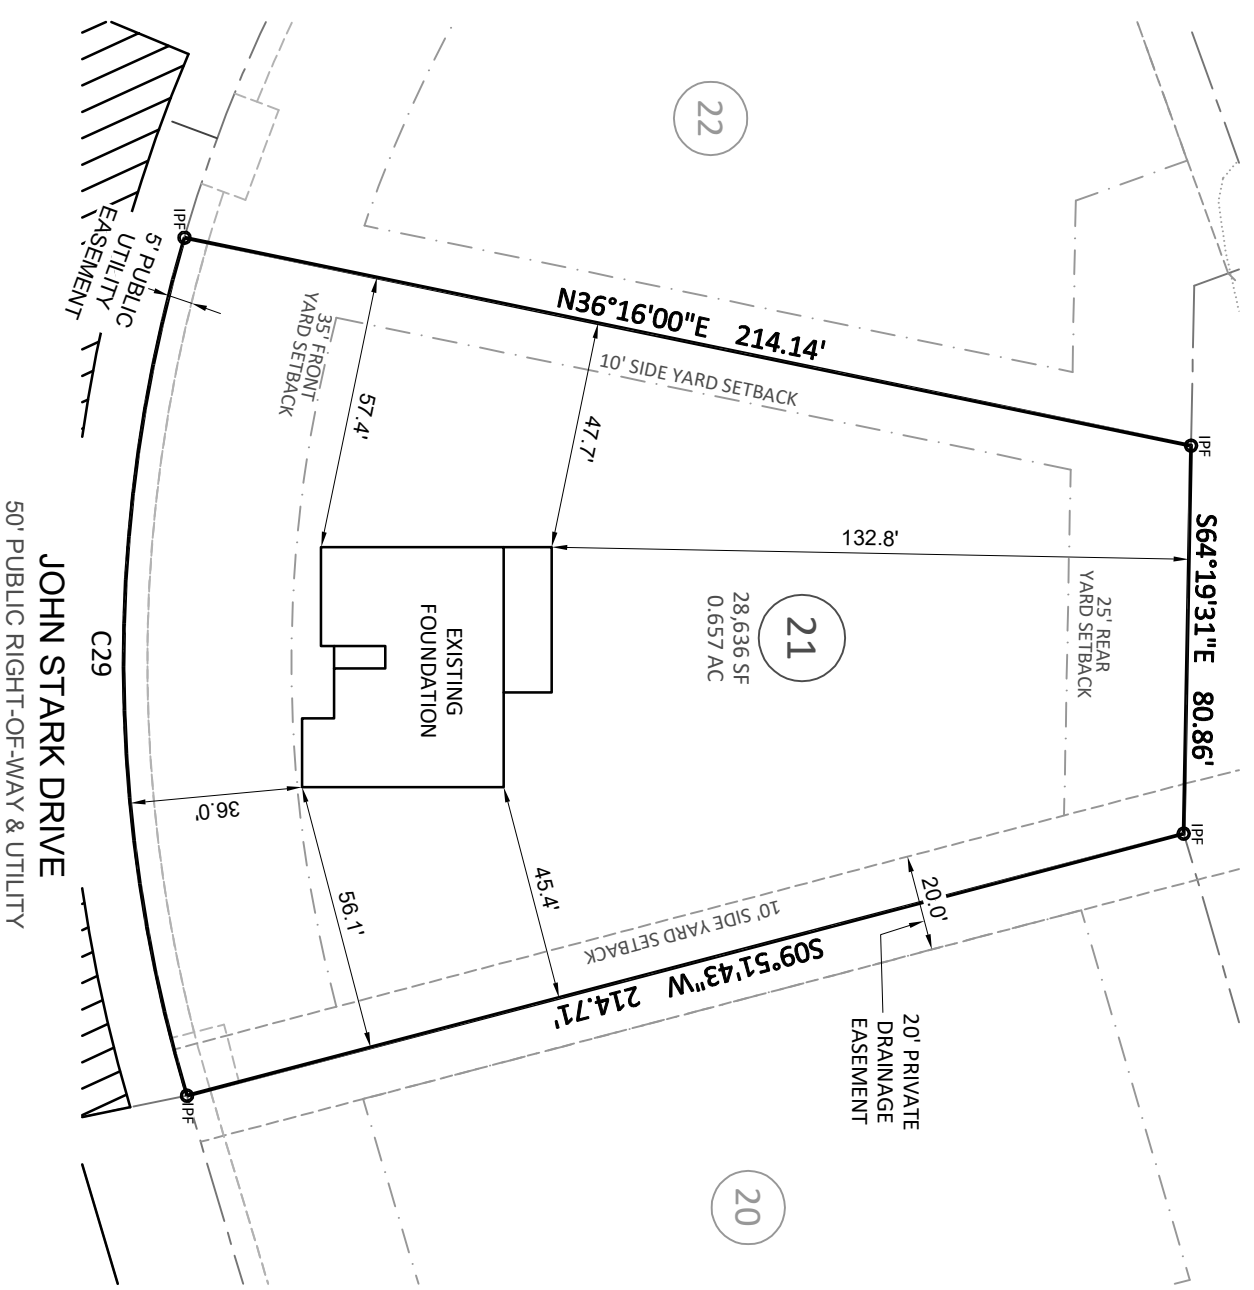 22
IPF
5' PUBLIC
UTILITY
EASEMENT
35' FRONT
YARD SETBACK
N36°16'00"E 214.14'
10' SIDE YARD SETBACK
57.4'
47.7'
IPF
S64°19'31"E 80.86'
132.8'
25' REAR
YARD SETBACK
21
28,636 SF
0.657 AC
EXISTING
FOUNDATION
C29
JOHN STARK DRIVE
50' PUBLIC RIGHT-OF-WAY & UTILITY
36.0'
56.1'
45.4'
10' SIDE YARD SETBACK
S09°51'43"W 214.71'
20.0'
IPF
20' PRIVATE
DRAINAGE
EASEMENT
IPF
20